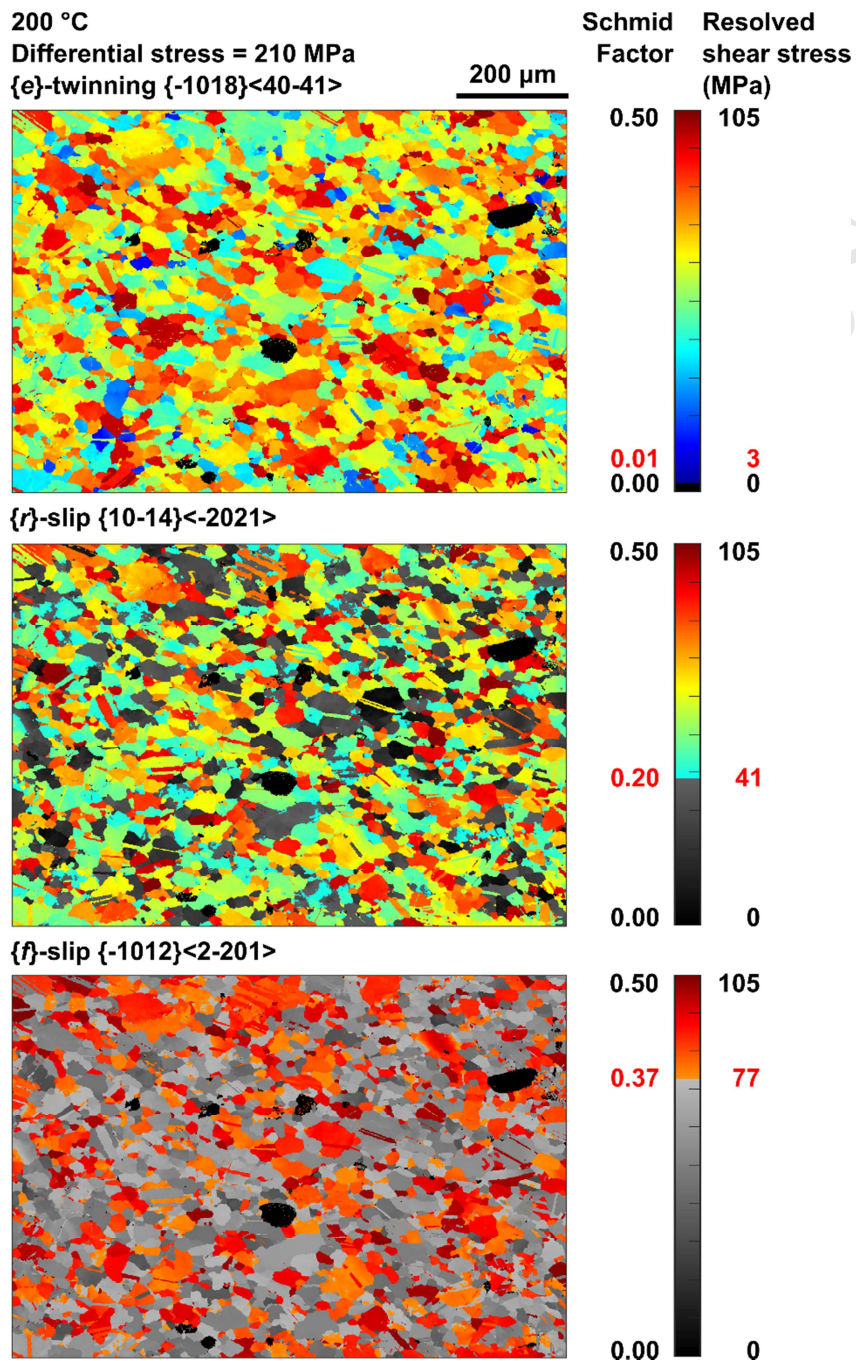 200 °C
Differential stress = 210 MPa
{e}-twinning {-1018}<40-41>
200 µm
Schmid Factor
Resolved shear stress (MPa)
0.50 105
0.01 3
0.00 0
{r}-slip {10-14}<-2021>
0.50 105
0.20 41
0.00 0
{f}-slip {-1012}<2-201>
0.50 105
0.37 77
0.00 0